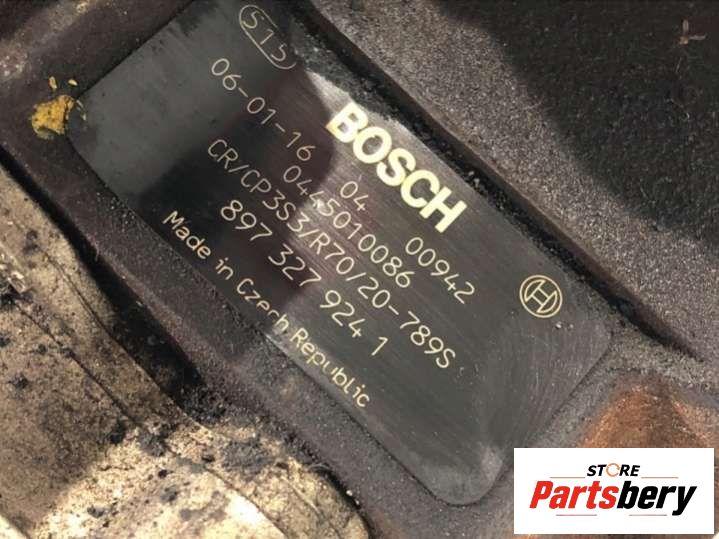 515
BOSCH
06-01-16 04 00942
0445010086
CR/CP3S3/R70/20-789S
897 327 924 1
Made in Czech Republic
STORE
Partsbery